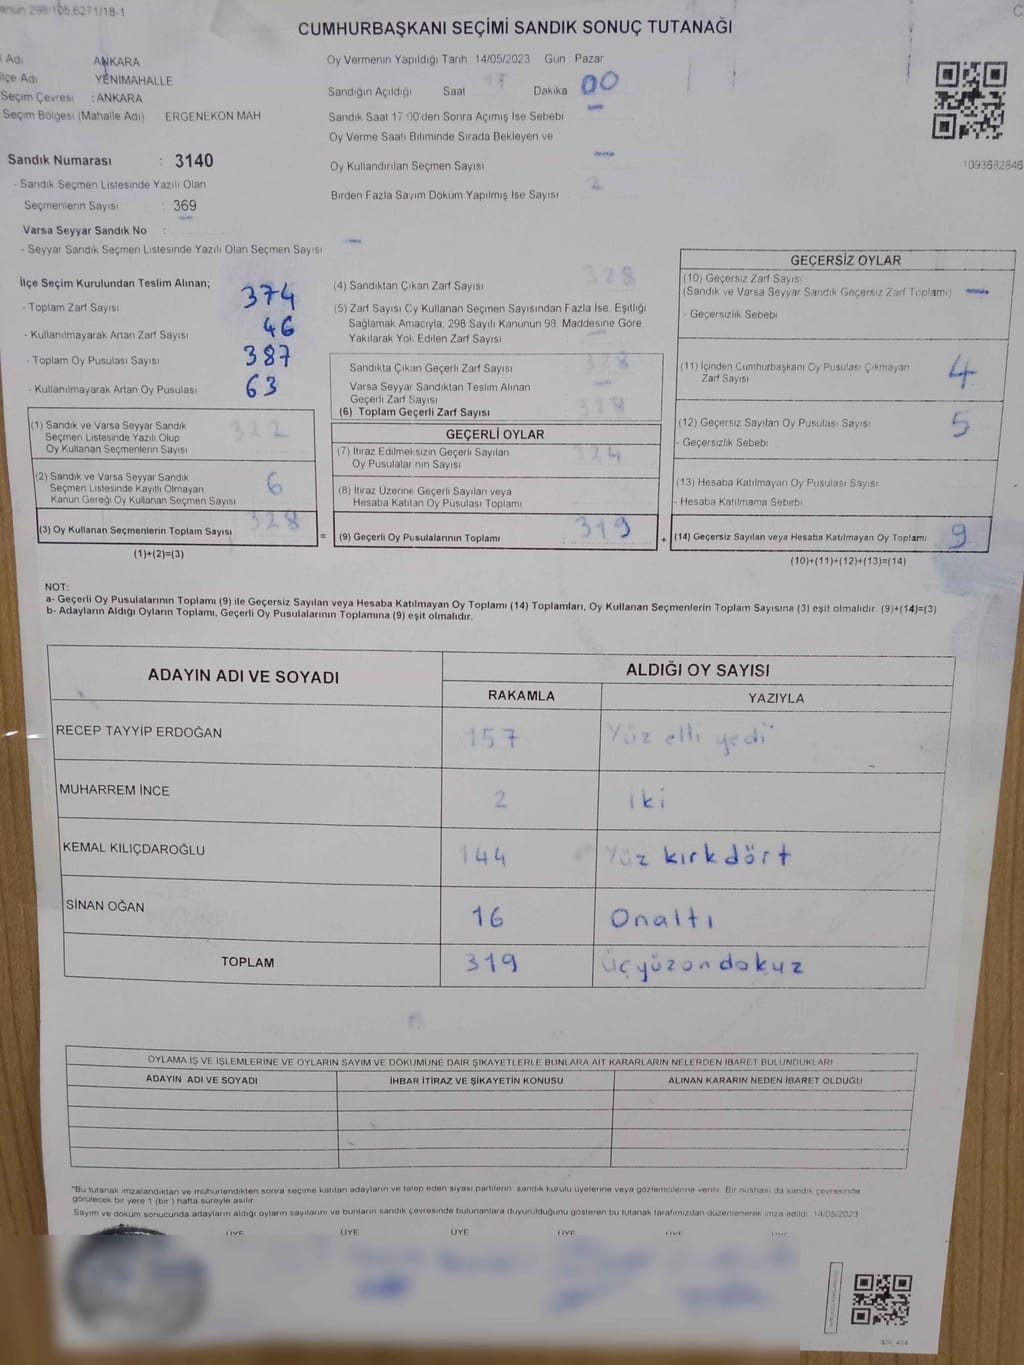 anun 298/105,6271/18-1
CUMHURBAŞKANI SEÇİMİ SANDIK SONUÇ TUTANAĞI
l Adı ANKARA
lçe Adı YENİMAHALLE
Seçim Çevresi : ANKARA
Seçim Bölgesi (Mahalle Adı) ERGENEKON MAH
Sandık Numarası : 3140
- Sandık Seçmen Listesinde Yazılı Olan
Seçmenlerin Sayısı : 369
Varsa Seyyar Sandık No :
- Seyyar Sandık Seçmen Listesinde Yazılı Olan Seçmen Sayısı
Oy Vermenin Yapıldığı Tarih 14/05/2023 Gün : Pazar
Sandığın Açıldığı Saat 17 Dakika 00
Sandık Saat 17 00'den Sonra Açımış İse Sebebi
Oy Verme Saati Bitiminde Sırada Bekleyen ve
Oy Kullandırılan Seçmen Sayısı
Birden Fazla Sayım Döküm Yapılmış İse Sayısı 2
1093682846
İlçe Seçim Kurulundan Teslim Alınan;
- Toplam Zarf Sayısı 374
- Kullanılmayarak Artan Zarf Sayısı 46
- Toplam Oy Pusulası Sayısı 387
- Kullanılmayarak Artan Oy Pusulası 63
(1) Sandık ve Varsa Seyyar Sandık
Seçmen Listesinde Yazılı Olup
Oy Kullanan Seçmenlerin Sayısı 322
(2) Sandık ve Varsa Seyyar Sandık
Seçmen Listesinde Kayıtlı Olmayan
Kanun Gereği Oy Kullanan Seçmen Sayısı 6
(3) Oy Kullanan Seçmenlerin Toplam Sayısı 328
(1)+(2)=(3)
(4) Sandıktan Çıkan Zarf Sayısı 328
(5) Zarf Sayısı Oy Kullanan Seçmen Sayısından Fazla İse, Eşitliği
Sağlamak Amacıyla, 298 Sayılı Kanunun 98. Maddesine Göre
Yakılarak Yok Edilen Zarf Sayısı
Sandıkta Çıkan Geçerli Zarf Sayısı 328
Varsa Seyyar Sandıktan Teslim Alınan
Geçerli Zarf Sayısı
(6) Toplam Geçerli Zarf Sayısı 328
GEÇERLİ OYLAR
(7) İtiraz Edilmeksizin Geçerli Sayılan
Oy Pusulalar nın Sayısı 324
(8) İtiraz Üzerine Geçerli Sayılan veya
Hesaba Katılan Oy Pusulası Toplamı
= (9) Geçerli Oy Pusulalarının Toplamı : 319
GEÇERSİZ OYLAR
(10) Geçersiz Zarf Sayısı
(Sandık ve Varsa Seyyar Sandık Geçersiz Zarf Toplamı)
- Geçersizlik Sebebi
(11) İçinden Cumhurbaşkanı Oy Pusulası Çıkmayan
Zarf Sayısı 4
(12) Geçersiz Sayılan Oy Pusulası Sayısı 5
- Geçersizlik Sebebi
(13) Hesaba Katılmayan Oy Pusulası Sayısı
- Hesaba Katılmama Sebebi
+ (14) Geçersiz Sayılan veya Hesaba Katılmayan Oy Toplamı 9
(10)+(11)+(12)+(13)=(14)
NOT:
a- Geçerli Oy Pusulalarının Toplamı (9) ile Geçersiz Sayılan veya Hesaba Katılmayan Oy Toplamı (14) Toplamları, Oy Kullanan Seçmenlerin Toplam Sayısına (3) eşit olmalıdır. (9)+(14)=(3)
b- Adayların Aldığı Oyların Toplamı, Geçerli Oy Pusulalarının Toplamına (9) eşit olmalıdır.
ADAYIN ADI VE SOYADI ALDIĞI OY SAYISI
RAKAMLA YAZIYLA
RECEP TAYYİP ERDOĞAN 157 Yüz elli yedi
MUHARREM İNCE 2 iki
KEMAL KILIÇDAROĞLU 144 Yüz kırk dört
SİNAN OĞAN 16 Onaltı
TOPLAM 319 Üçyüzondokuz
OYLAMA İŞ VE İŞLEMLERİNE VE OYLARIN SAYIM VE DÖKÜMÜNE DAİR ŞİKAYETLERLE BUNLARA AİT KARARLARIN NELERDEN İBARET BULUNDUKLARI
ADAYIN ADI VE SOYADI İHBAR İTİRAZ VE ŞİKAYETİN KONUSU ALINAN KARARIN NEDEN İBARET OLDUĞU
"Bu tutanak imzalandıktan ve mühürlendikten sonra seçime katılan adayların ve talep eden siyasi partilerin sandık kurulu üyelerine veya gözlemcilerine verilir. Bir nüshası da sandık çevresinde
görülecek bir yere 1 (bir ) hafta süreyle asılır.
Sayım ve döküm sonucunda adayların aldığı oyların sayılarını ve bunların sandık çevresinde bulunanlara duyurulduğunu gösteren bu tutanak tarafımızdan düzenlenerek imza edildi. 14/05/2023
ÜYE ÜYE ÜYE ÜYE ÜYE